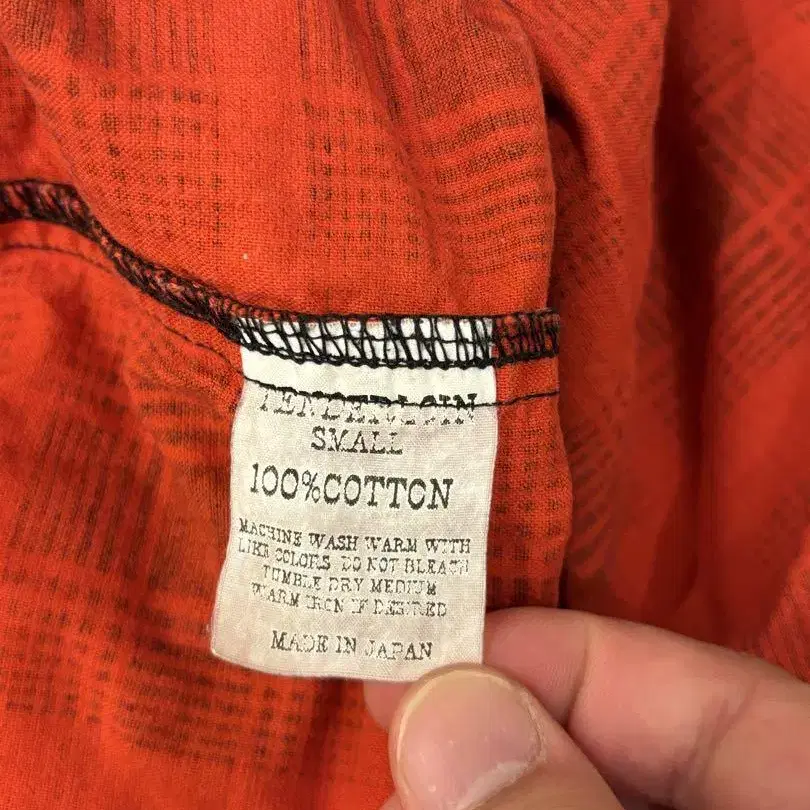 TENDERLOIN
SMALL
100%COTTON
MACHINE WASH WARM WITH
LIKE COLORS DO NOT BLEACH
TUMBLE DRY MEDIUM
WARM IRON IF DESIRED
MADE IN JAPAN